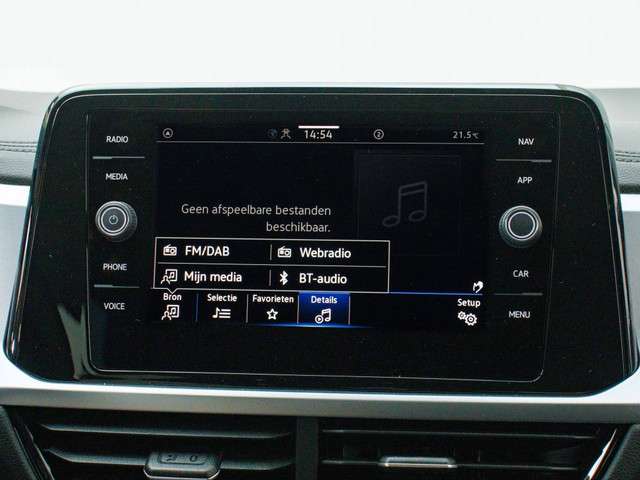 RADIO
MEDIA
PHONE
VOICE
14:54
2
21.5°C
Geen afspeelbare bestanden
beschikbaar.
FM/DAB
Webradio
Mijn media
BT-audio
Bron
Selectie
Favorieten
Details
Setup
NAV
APP
CAR
MENU